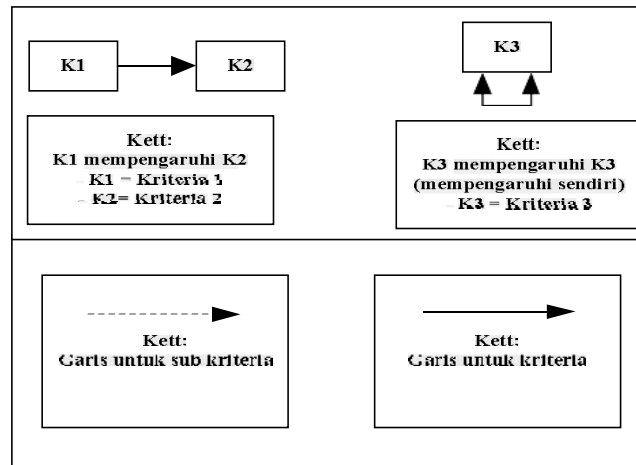 K1
K2
K3
Kett:
K1 mempengaruhi K2
- K1 = Kriteria 1
- K2= Kriteria 2
Kett:
K3 mempengaruhi K3
(mempengaruhi sendiri)
- K3 = Kriteria 3
Kett:
Garis untuk sub kriteria
Kett:
Garis untuk kriteria